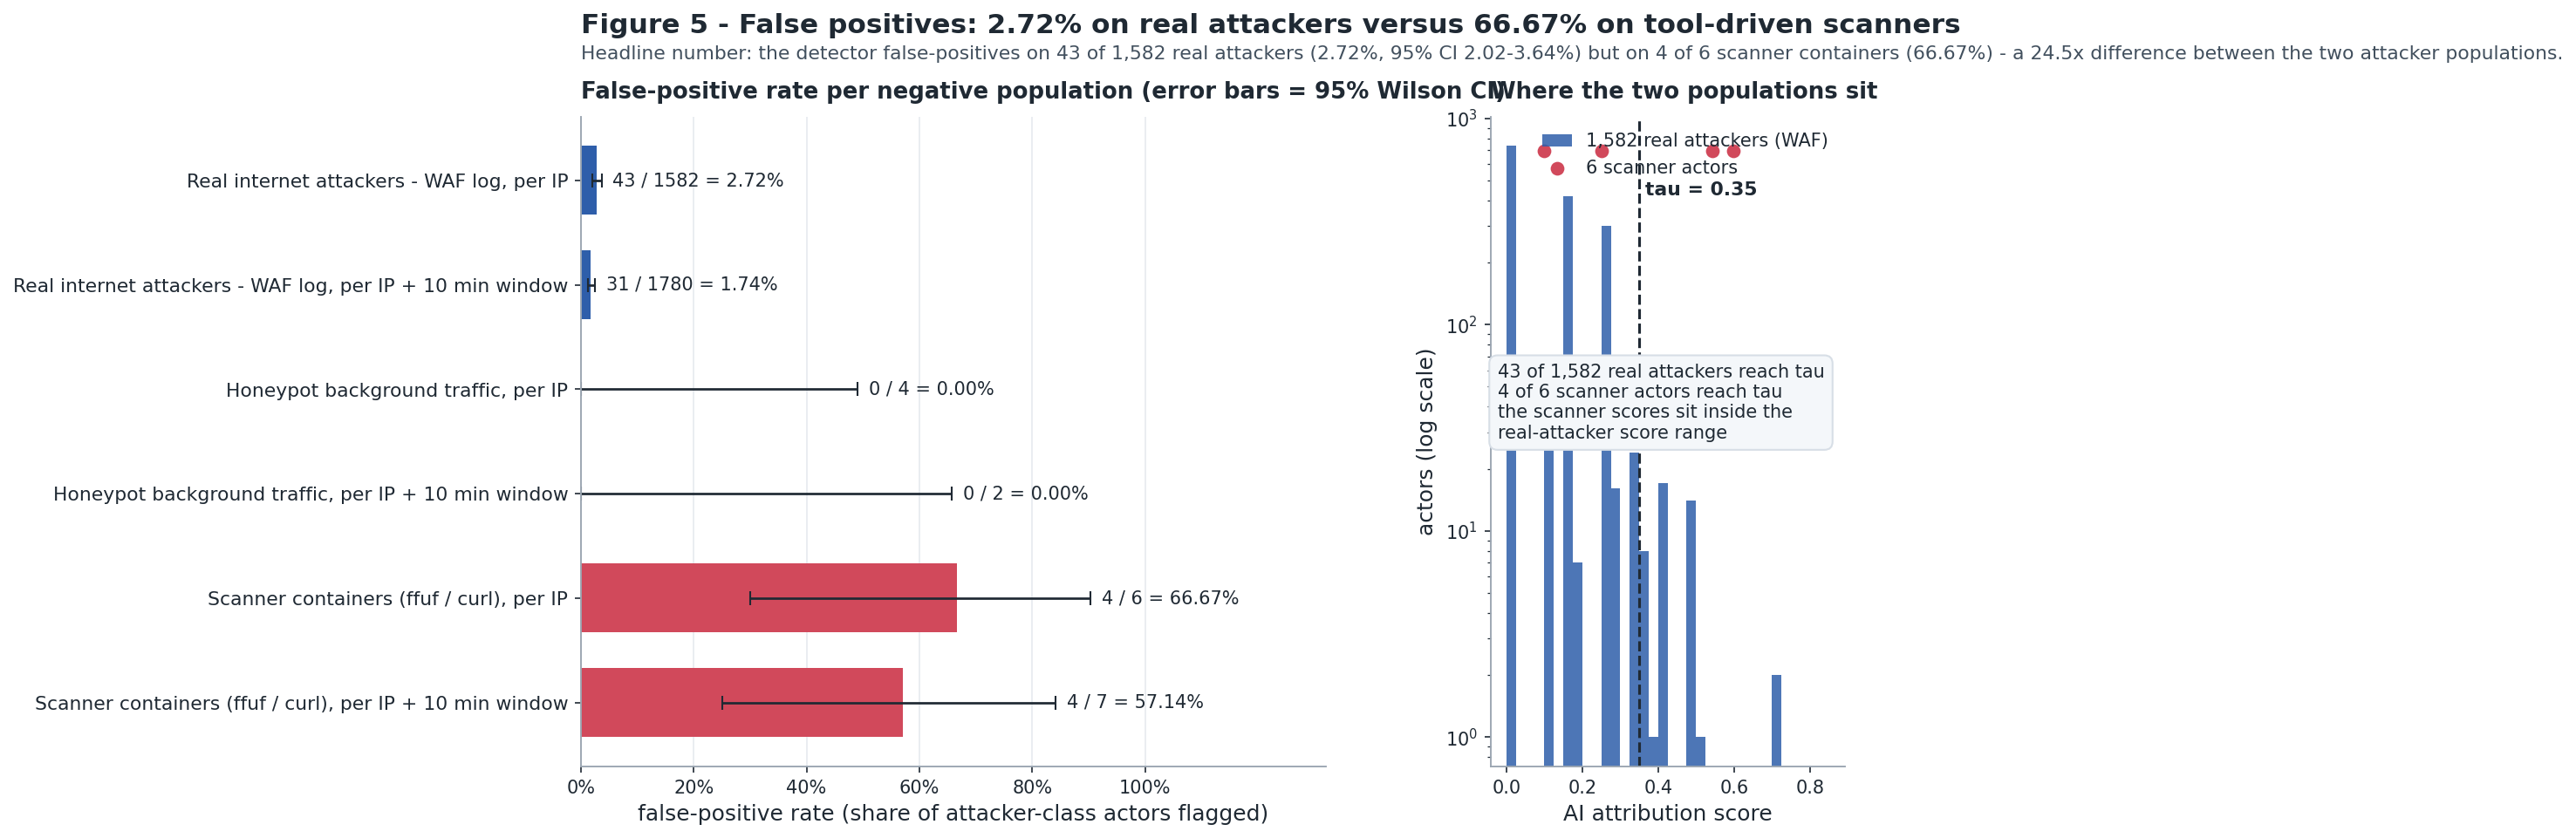 Figure 5 - False positives: 2.72% on real attackers versus 66.67% on tool-driven scanners
Headline number: the detector false-positives on 43 of 1,582 real attackers (2.72%, 95% CI 2.02-3.64%) but on 4 of 6 scanner containers (66.67%) - a 24.5x difference between the two attacker populations.
False-positive rate per negative population (error bars = 95% Wilson CI)
Real internet attackers - WAF log, per IP
43 / 1582 = 2.72%
Real internet attackers - WAF log, per IP + 10 min window
31 / 1780 = 1.74%
Honeypot background traffic, per IP
0 / 4 = 0.00%
Honeypot background traffic, per IP + 10 min window
0 / 2 = 0.00%
Scanner containers (ffuf / curl), per IP
4 / 6 = 66.67%
Scanner containers (ffuf / curl), per IP + 10 min window
4 / 7 = 57.14%
0% 20% 40% 60% 80% 100%
false-positive rate (share of attacker-class actors flagged)
Where the two populations sit
1,582 real attackers (WAF)
6 scanner actors
tau = 0.35
43 of 1,582 real attackers reach tau
4 of 6 scanner actors reach tau
the scanner scores sit inside the
real-attacker score range
actors (log scale)
10³
10²
10¹
10⁰
0.0 0.2 0.4 0.6 0.8
AI attribution score